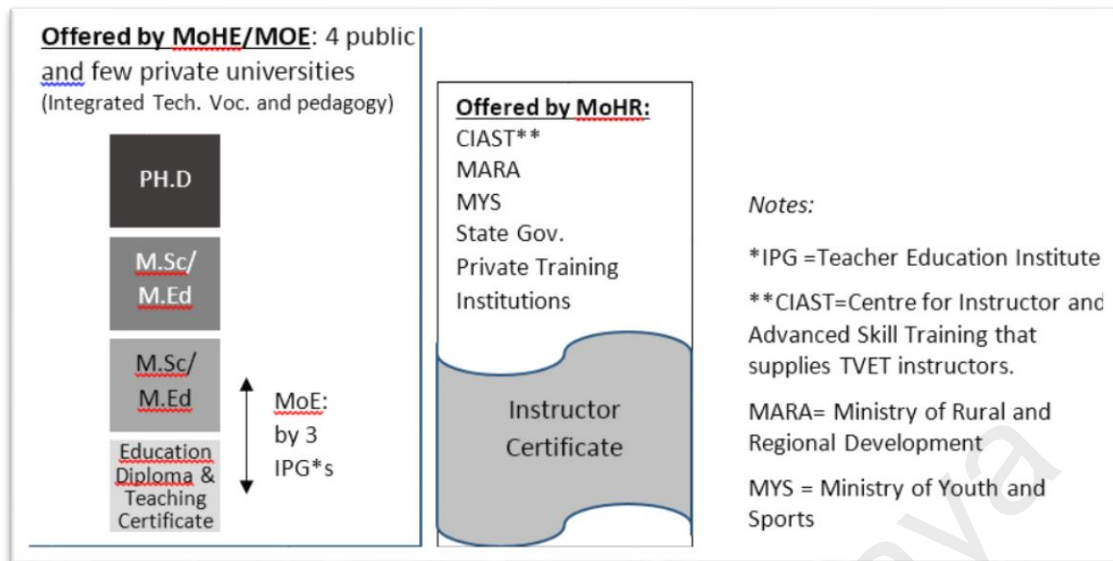 Offered by MoHE/MOE: 4 public
and few private universities
(Integrated Tech. Voc. and pedagogy)
PH.D
M.Sc/
M.Ed
M.Sc/
M.Ed
Education
Diploma &
Teaching
Certificate
MoE:
by 3
IPG*s
Offered by MoHR:
CIAST**
MARA
MYS
State Gov.
Private Training
Institutions
Instructor
Certificate
Notes:
*IPG =Teacher Education Institute
**CIAST=Centre for Instructor and
Advanced Skill Training that
supplies TVET instructors.
MARA= Ministry of Rural and
Regional Development
MYS = Ministry of Youth and
Sports
aya